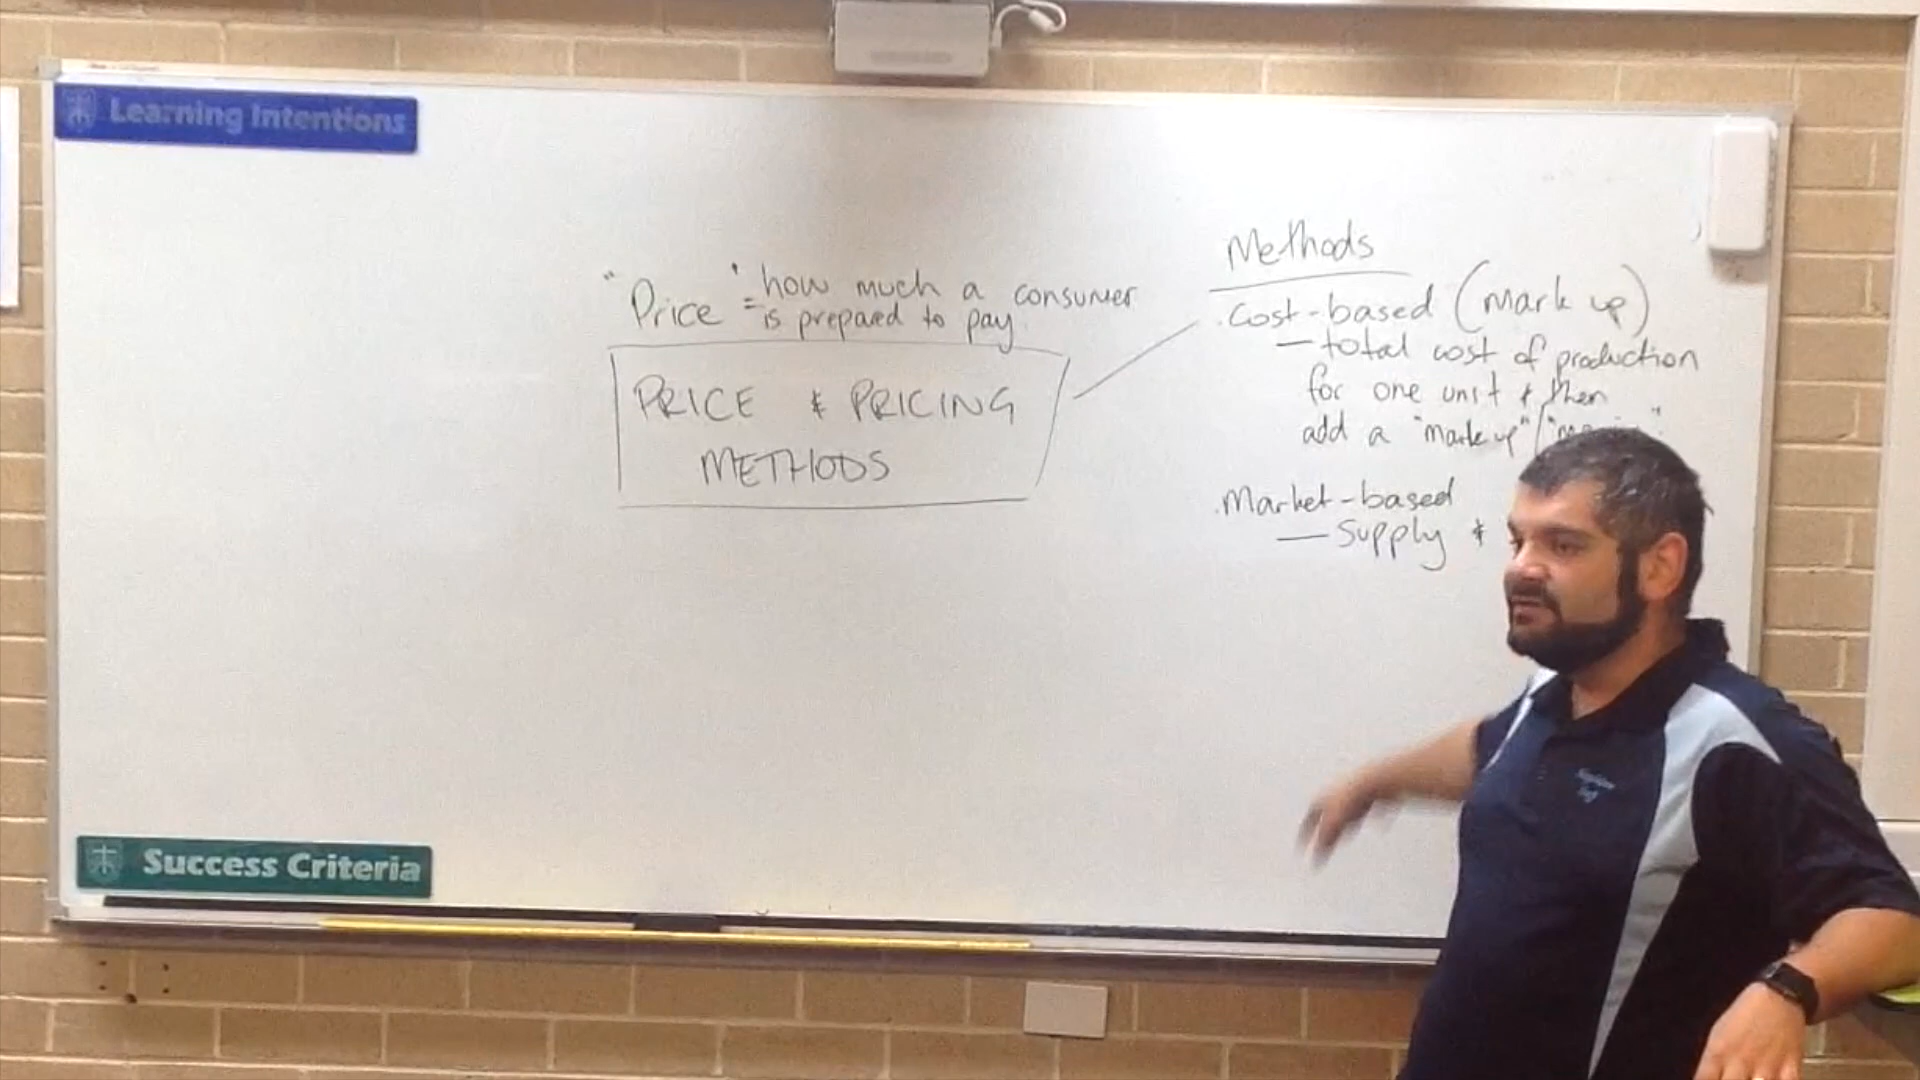 Learning Intentions
"Price" = how much a consumer
is prepared to pay.
PRICE & PRICING
METHODS
Methods
. Cost-based (Mark up)
— total cost of production
for one unit & then
add a "mark up" /
. Market-based
— Supply &
Success Criteria